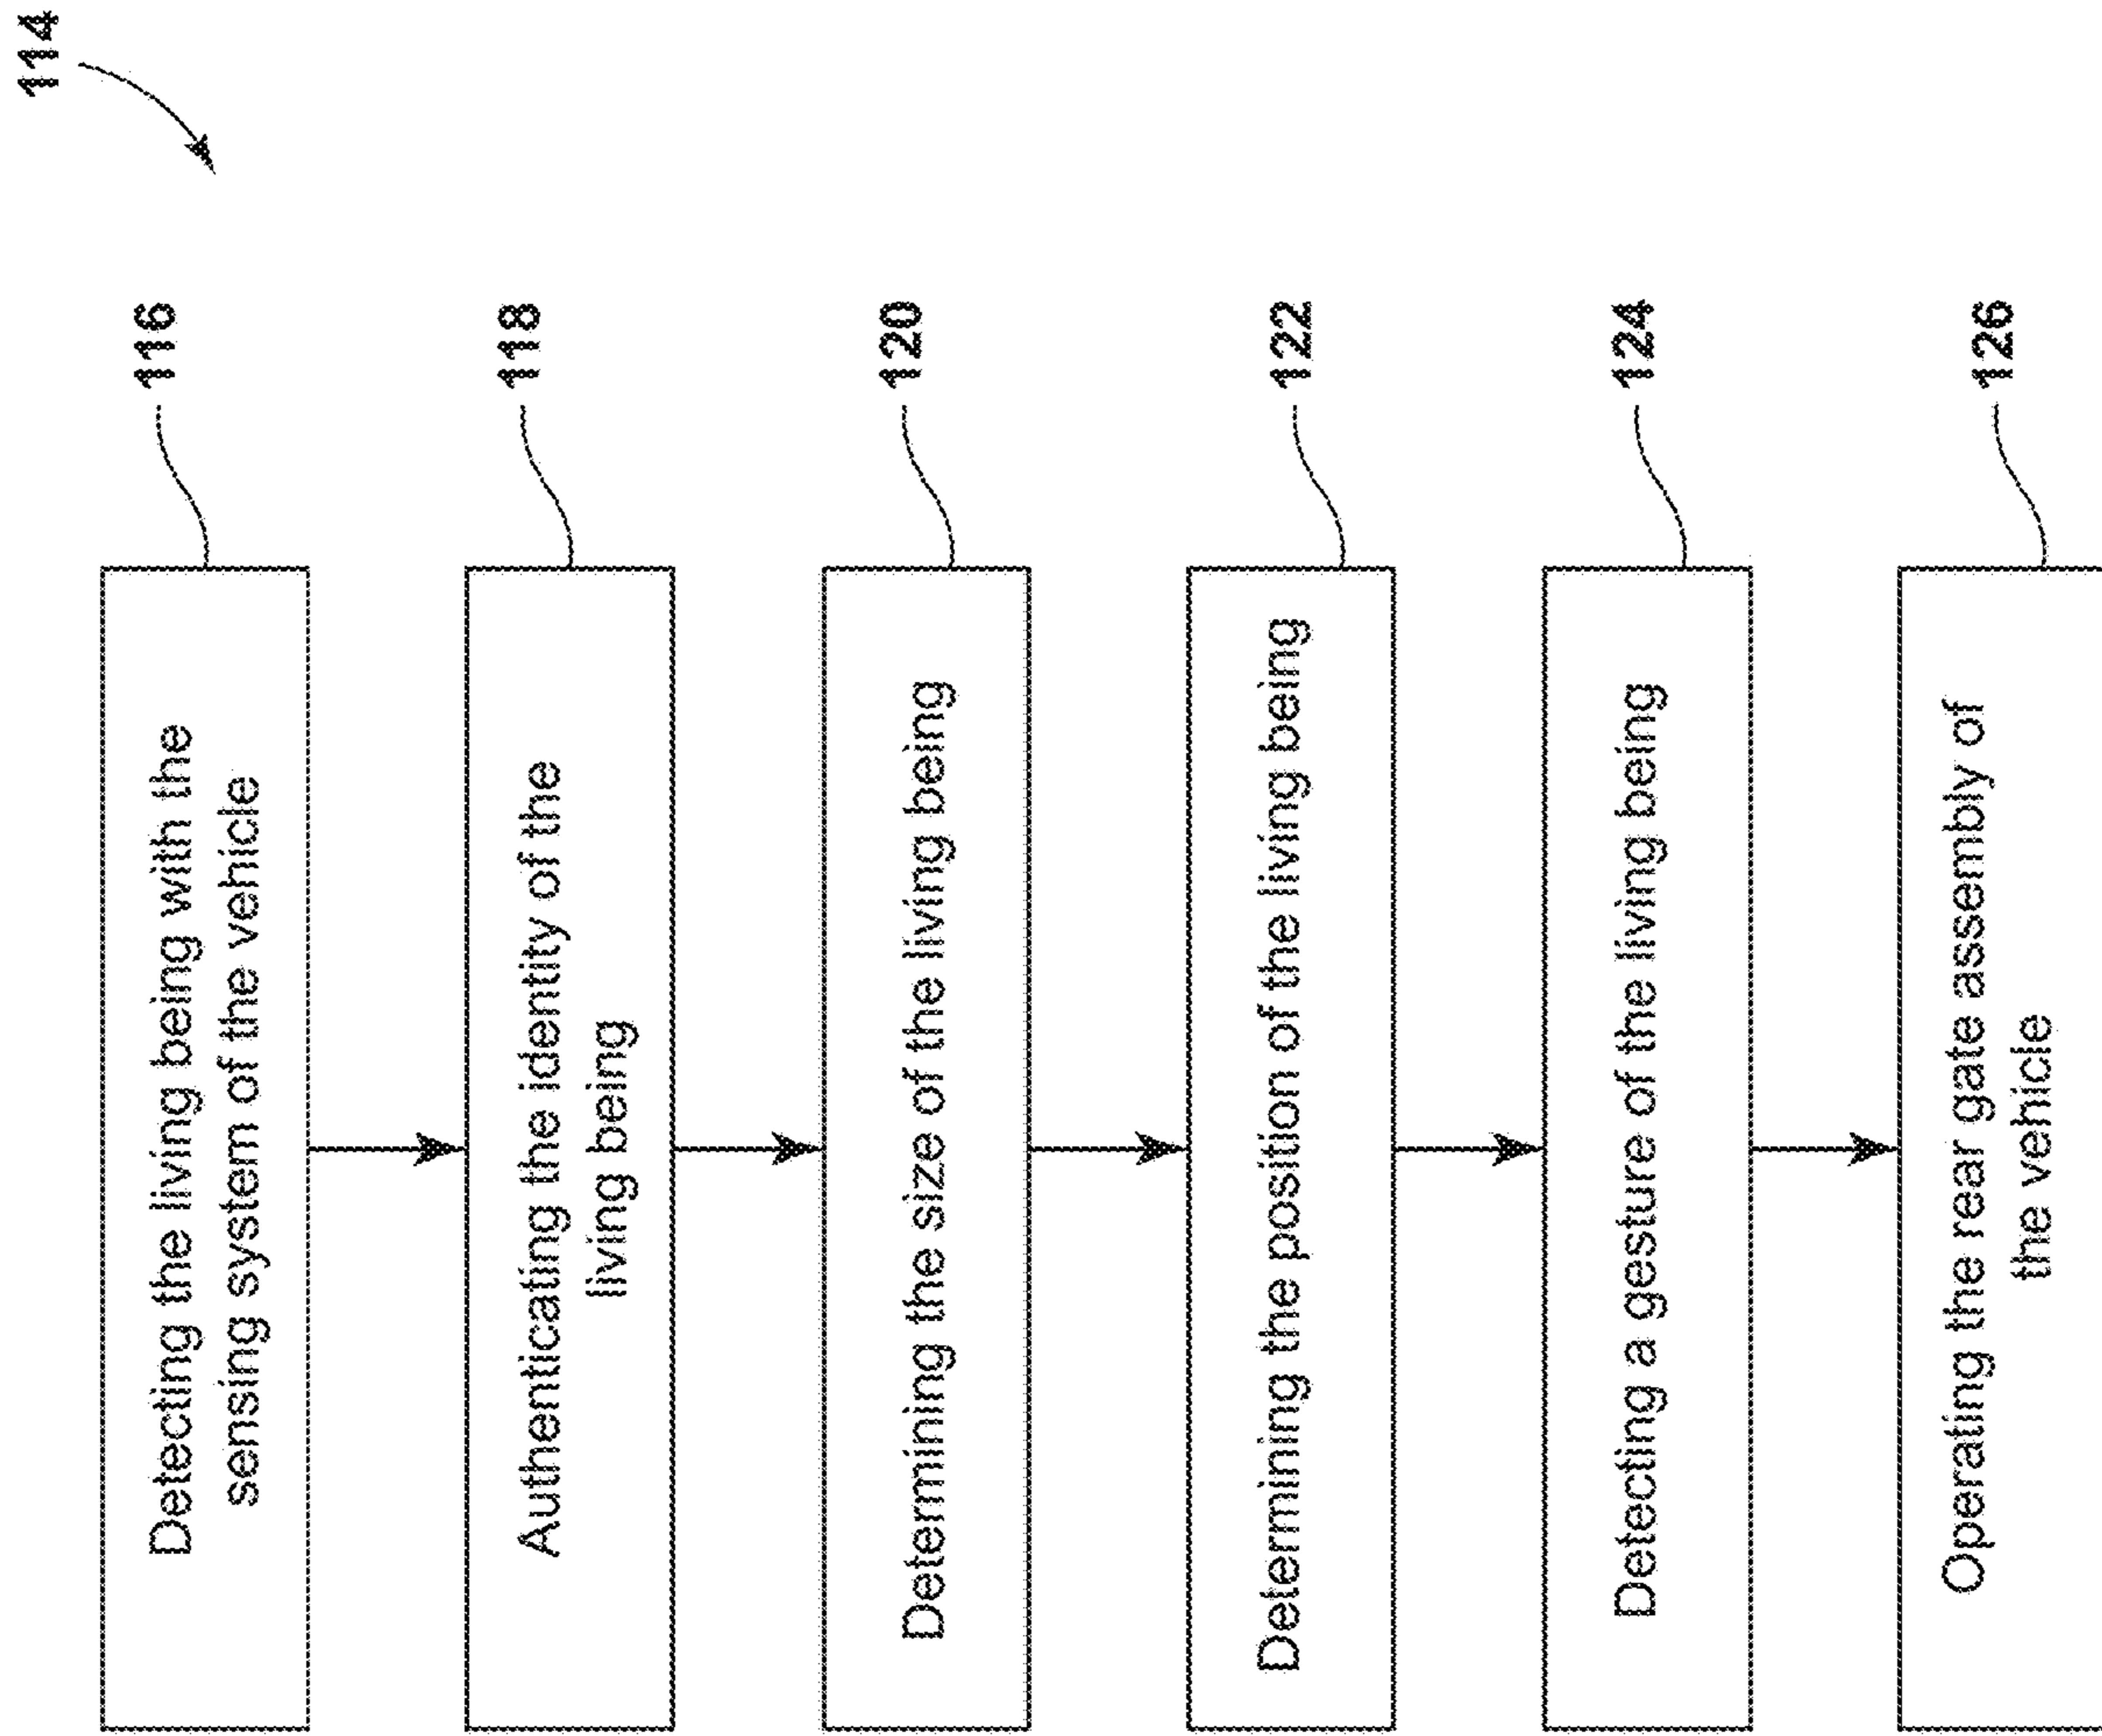 114
Detecting the living being with the
sensing system of the vehicle
116
Authenticating the identity of the
living being
118
Determining the size of the living being
120
Determining the position of the living being
122
Detecting a gesture of the living being
124
Operating the rear gate assembly of
the vehicle
126